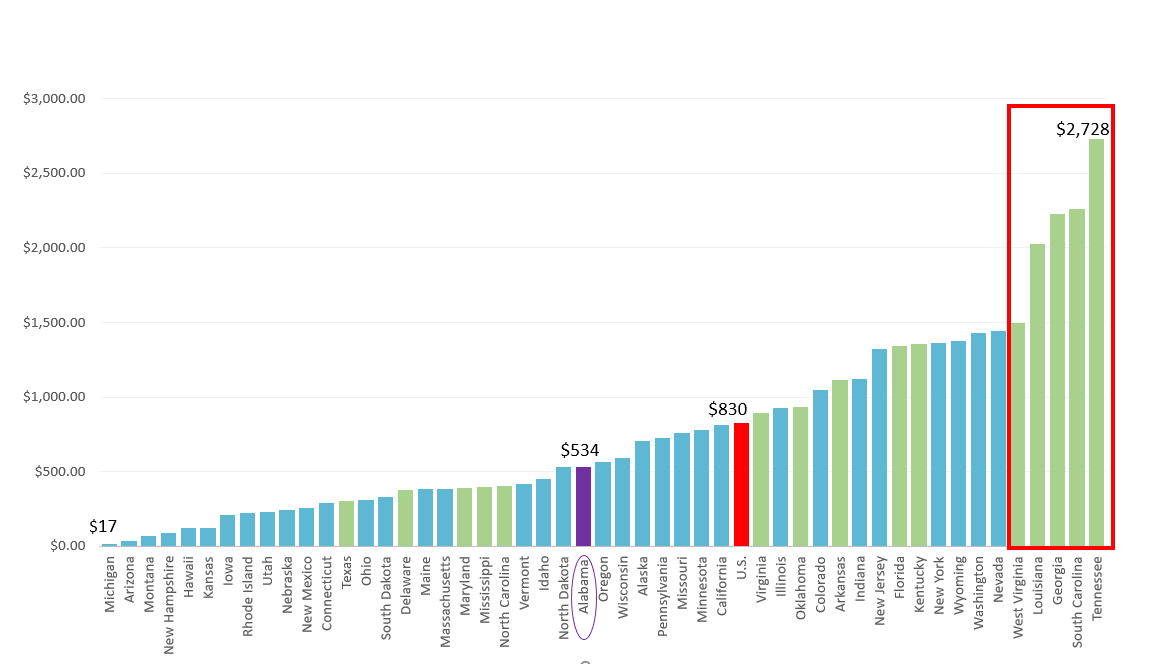 $3,000.00
$2,500.00
$2,000.00
$1,500.00
$1,000.00
$500.00
$0.00
$17
$534
$830
$2,728
Michigan
Arizona
Montana
New Hampshire
Hawaii
Kansas
Iowa
Rhode Island
Utah
Nebraska
New Mexico
Connecticut
Texas
Ohio
South Dakota
Delaware
Maine
Massachusetts
Maryland
Mississippi
North Carolina
Vermont
Idaho
North Dakota
Alabama
Oregon
Wisconsin
Alaska
Pennsylvania
Missouri
Minnesota
California
U.S.
Virginia
Illinois
Oklahoma
Colorado
Arkansas
Indiana
New Jersey
Florida
Kentucky
New York
Wyoming
Washington
Nevada
West Virginia
Louisiana
Georgia
South Carolina
Tennessee